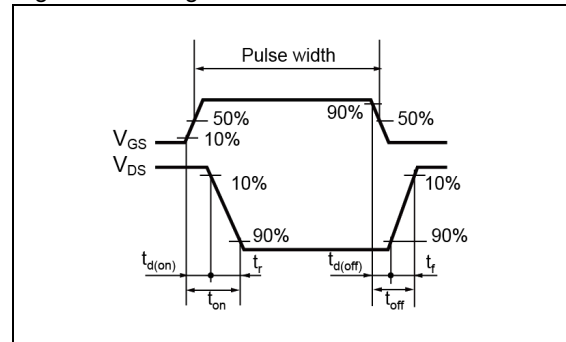 Pulse width
90%
50%
50%
10%
VGS
VDS
10%
10%
90%
90%
td(on)
tr
td(off)
tf
ton
toff